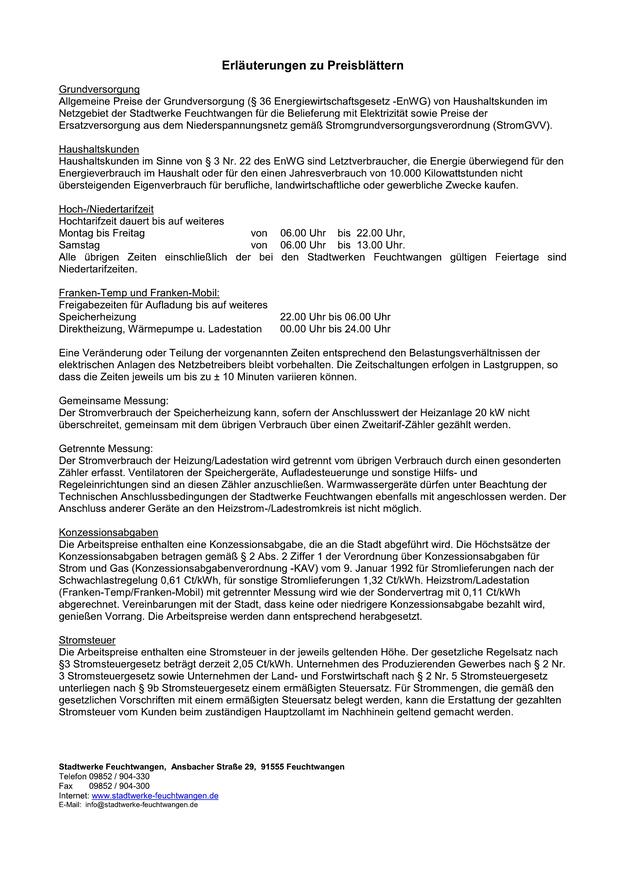 Erläuterungen zu Preisblättern
Grundversorgung
Allgemeine Preise der Grundversorgung (§ 36 Energiewirtschaftsgesetz -EnWG) von Haushaltskunden im
Netzgebiet der Stadtwerke Feuchtwangen für die Belieferung mit Elektrizität sowie Preise der
Ersatzversorgung aus dem Niederspannungsnetz gemäß Stromgrundversorgungsverordnung (StromGVV).
Haushaltskunden
Haushaltskunden im Sinne von § 3 Nr. 22 des EnWG sind Letztverbraucher, die Energie überwiegend für den
Energieverbrauch im Haushalt oder für den einen Jahresverbrauch von 10.000 Kilowattstunden nicht
übersteigenden Eigenverbrauch für berufliche, landwirtschaftliche oder gewerbliche Zwecke kaufen.
Hoch-/Niedertarifzeit
Hochtarifzeit dauert bis auf weiteres
Montag bis Freitag von 06.00 Uhr bis 22.00 Uhr,
Samstag von 06.00 Uhr bis 13.00 Uhr.
Alle übrigen Zeiten einschließlich der bei den Stadtwerken Feuchtwangen gültigen Feiertage sind
Niedertarifzeiten.
Franken-Temp und Franken-Mobil:
Freigabezeiten für Aufladung bis auf weiteres
Speicherheizung 22.00 Uhr bis 06.00 Uhr
Direktheizung, Wärmepumpe u. Ladestation 00.00 Uhr bis 24.00 Uhr
Eine Veränderung oder Teilung der vorgenannten Zeiten entsprechend den Belastungsverhältnissen der
elektrischen Anlagen des Netzbetreibers bleibt vorbehalten. Die Zeitschaltungen erfolgen in Lastgruppen, so
dass die Zeiten jeweils um bis zu ± 10 Minuten variieren können.
Gemeinsame Messung:
Der Stromverbrauch der Speicherheizung kann, sofern der Anschlusswert der Heizanlage 20 kW nicht
überschreitet, gemeinsam mit dem übrigen Verbrauch über einen Zweitarif-Zähler gezählt werden.
Getrennte Messung:
Der Stromverbrauch der Heizung/Ladestation wird getrennt vom übrigen Verbrauch durch einen gesonderten
Zähler erfasst. Ventilatoren der Speichergeräte, Aufladesteuerunge und sonstige Hilfs- und
Regeleinrichtungen sind an diesen Zähler anzuschließen. Warmwassergeräte dürfen unter Beachtung der
Technischen Anschlussbedingungen der Stadtwerke Feuchtwangen ebenfalls mit angeschlossen werden. Der
Anschluss anderer Geräte an den Heizstrom-/Ladestromkreis ist nicht möglich.
Konzessionsabgaben
Die Arbeitspreise enthalten eine Konzessionsabgabe, die an die Stadt abgeführt wird. Die Höchstsätze der
Konzessionsabgaben betragen gemäß § 2 Abs. 2 Ziffer 1 der Verordnung über Konzessionsabgaben für
Strom und Gas (Konzessionsabgabenverordnung -KAV) vom 9. Januar 1992 für Stromlieferungen nach der
Schwachlastregelung 0,61 Ct/kWh, für sonstige Stromlieferungen 1,32 Ct/kWh. Heizstrom/Ladestation
(Franken-Temp/Franken-Mobil) mit getrennter Messung wird wie der Sondervertrag mit 0,11 Ct/kWh
abgerechnet. Vereinbarungen mit der Stadt, dass keine oder niedrigere Konzessionsabgabe bezahlt wird,
genießen Vorrang. Die Arbeitspreise werden dann entsprechend herabgesetzt.
Stromsteuer
Die Arbeitspreise enthalten eine Stromsteuer in der jeweils geltenden Höhe. Der gesetzliche Regelsatz nach
§3 Stromsteuergesetz beträgt derzeit 2,05 Ct/kWh. Unternehmen des Produzierenden Gewerbes nach § 2 Nr.
3 Stromsteuergesetz sowie Unternehmen der Land- und Forstwirtschaft nach § 2 Nr. 5 Stromsteuergesetz
unterliegen nach § 9b Stromsteuergesetz einem ermäßigten Steuersatz. Für Strommengen, die gemäß den
gesetzlichen Vorschriften mit einem ermäßigten Steuersatz belegt werden, kann die Erstattung der gezahlten
Stromsteuer vom Kunden beim zuständigen Hauptzollamt im Nachhinein geltend gemacht werden.
Stadtwerke Feuchtwangen, Ansbacher Straße 29, 91555 Feuchtwangen
Telefon 09852 / 904-330
Fax 09852 / 904-300
Internet: www.stadtwerke-feuchtwangen.de
E-Mail: info@stadtwerke-feuchtwangen.de